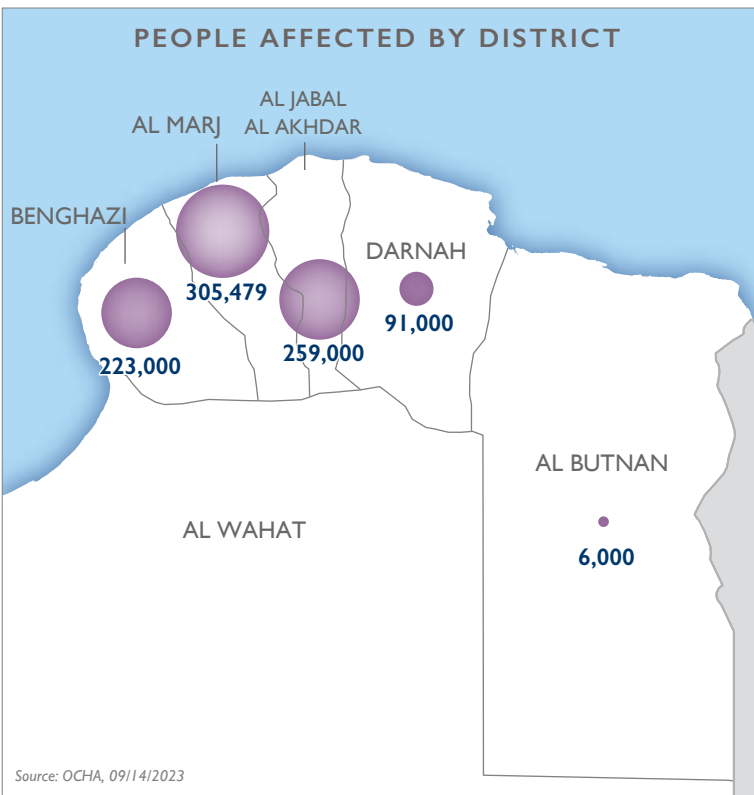 PEOPLE AFFECTED BY DISTRICT
AL JABAL
AL AKHDAR
AL MARJ
BENGHAZI
DARNAH
305,479
91,000
259,000
223,000
AL BUTNAN
AL WAHAT
6,000
Source: OCHA, 09/14/2023